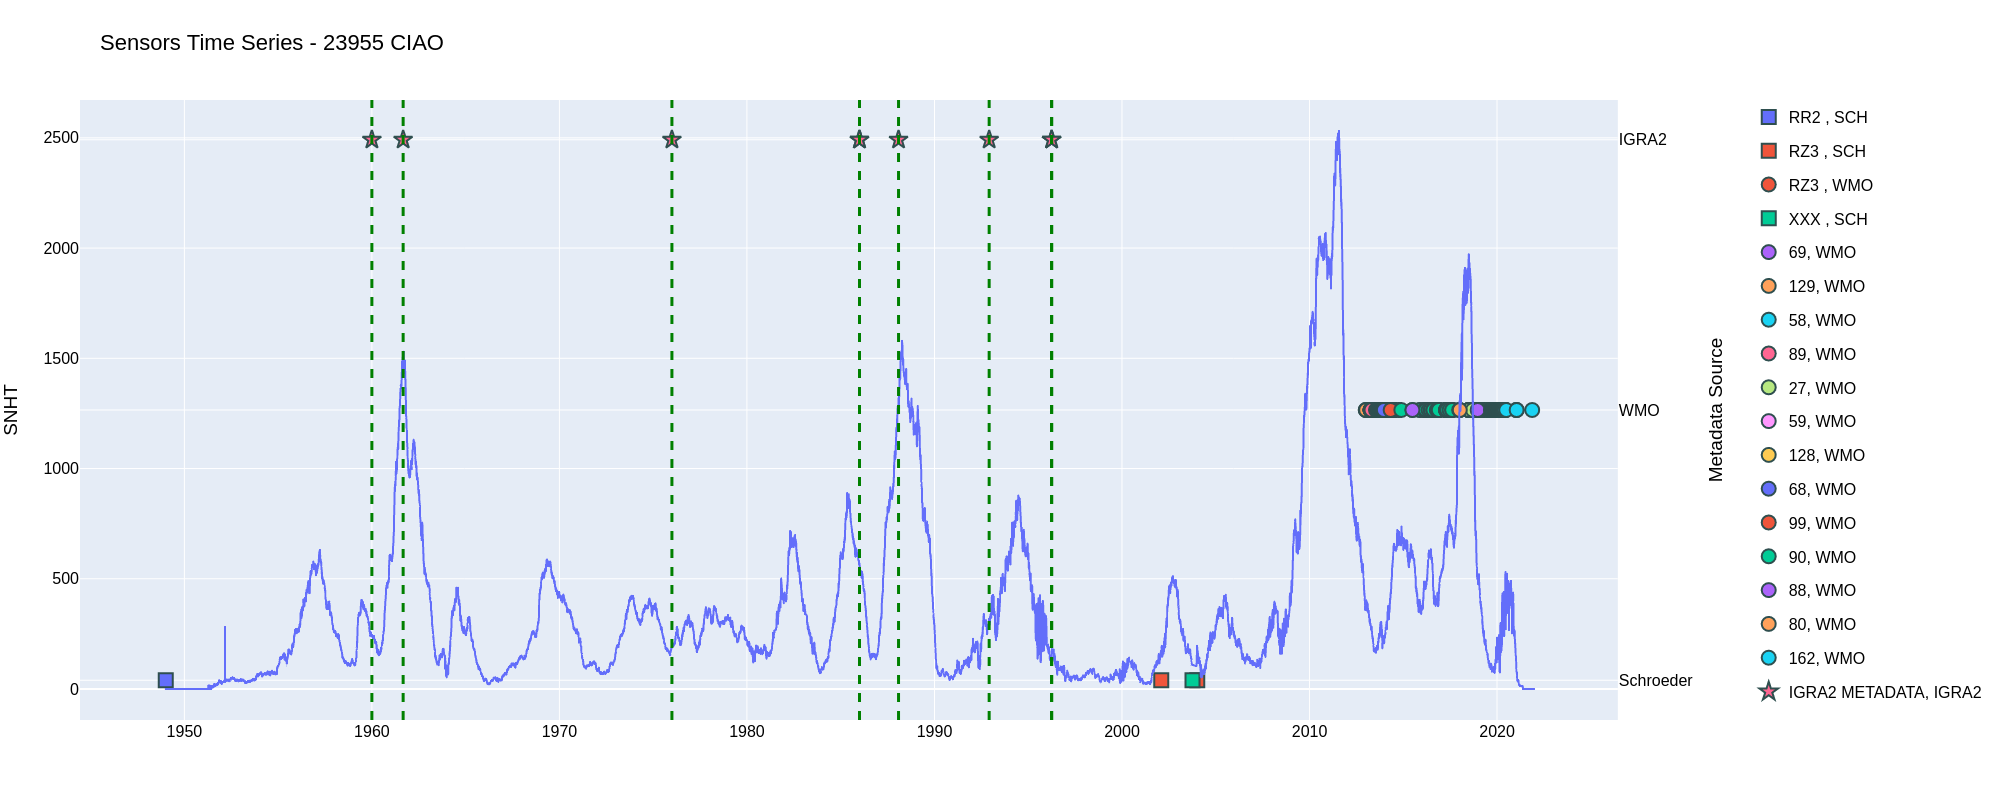 Sensors Time Series - 23955 CIAO
SNHT
2500
2000
1500
1000
500
0
1950
1960
1970
1980
1990
2000
2010
2020
IGRA2
WMO
Schroeder
Metadata Source
RR2 , SCH
RZ3 , SCH
RZ3 , WMO
XXX , SCH
69, WMO
129, WMO
58, WMO
89, WMO
27, WMO
59, WMO
128, WMO
68, WMO
99, WMO
90, WMO
88, WMO
80, WMO
162, WMO
IGRA2 METADATA, IGRA2